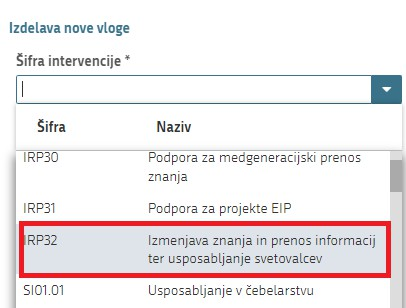 Izdelava nove vloge
Šifra intervencije *
Šifra Naziv
IRP30 Podpora za medgeneracijski prenos
znanja
IRP31 Podpora za projekte EIP
IRP32 Izmenjava znanja in prenos informacij
ter usposabljanje svetovalcev
SI01.01 Usposabljanje v čebelarstvu